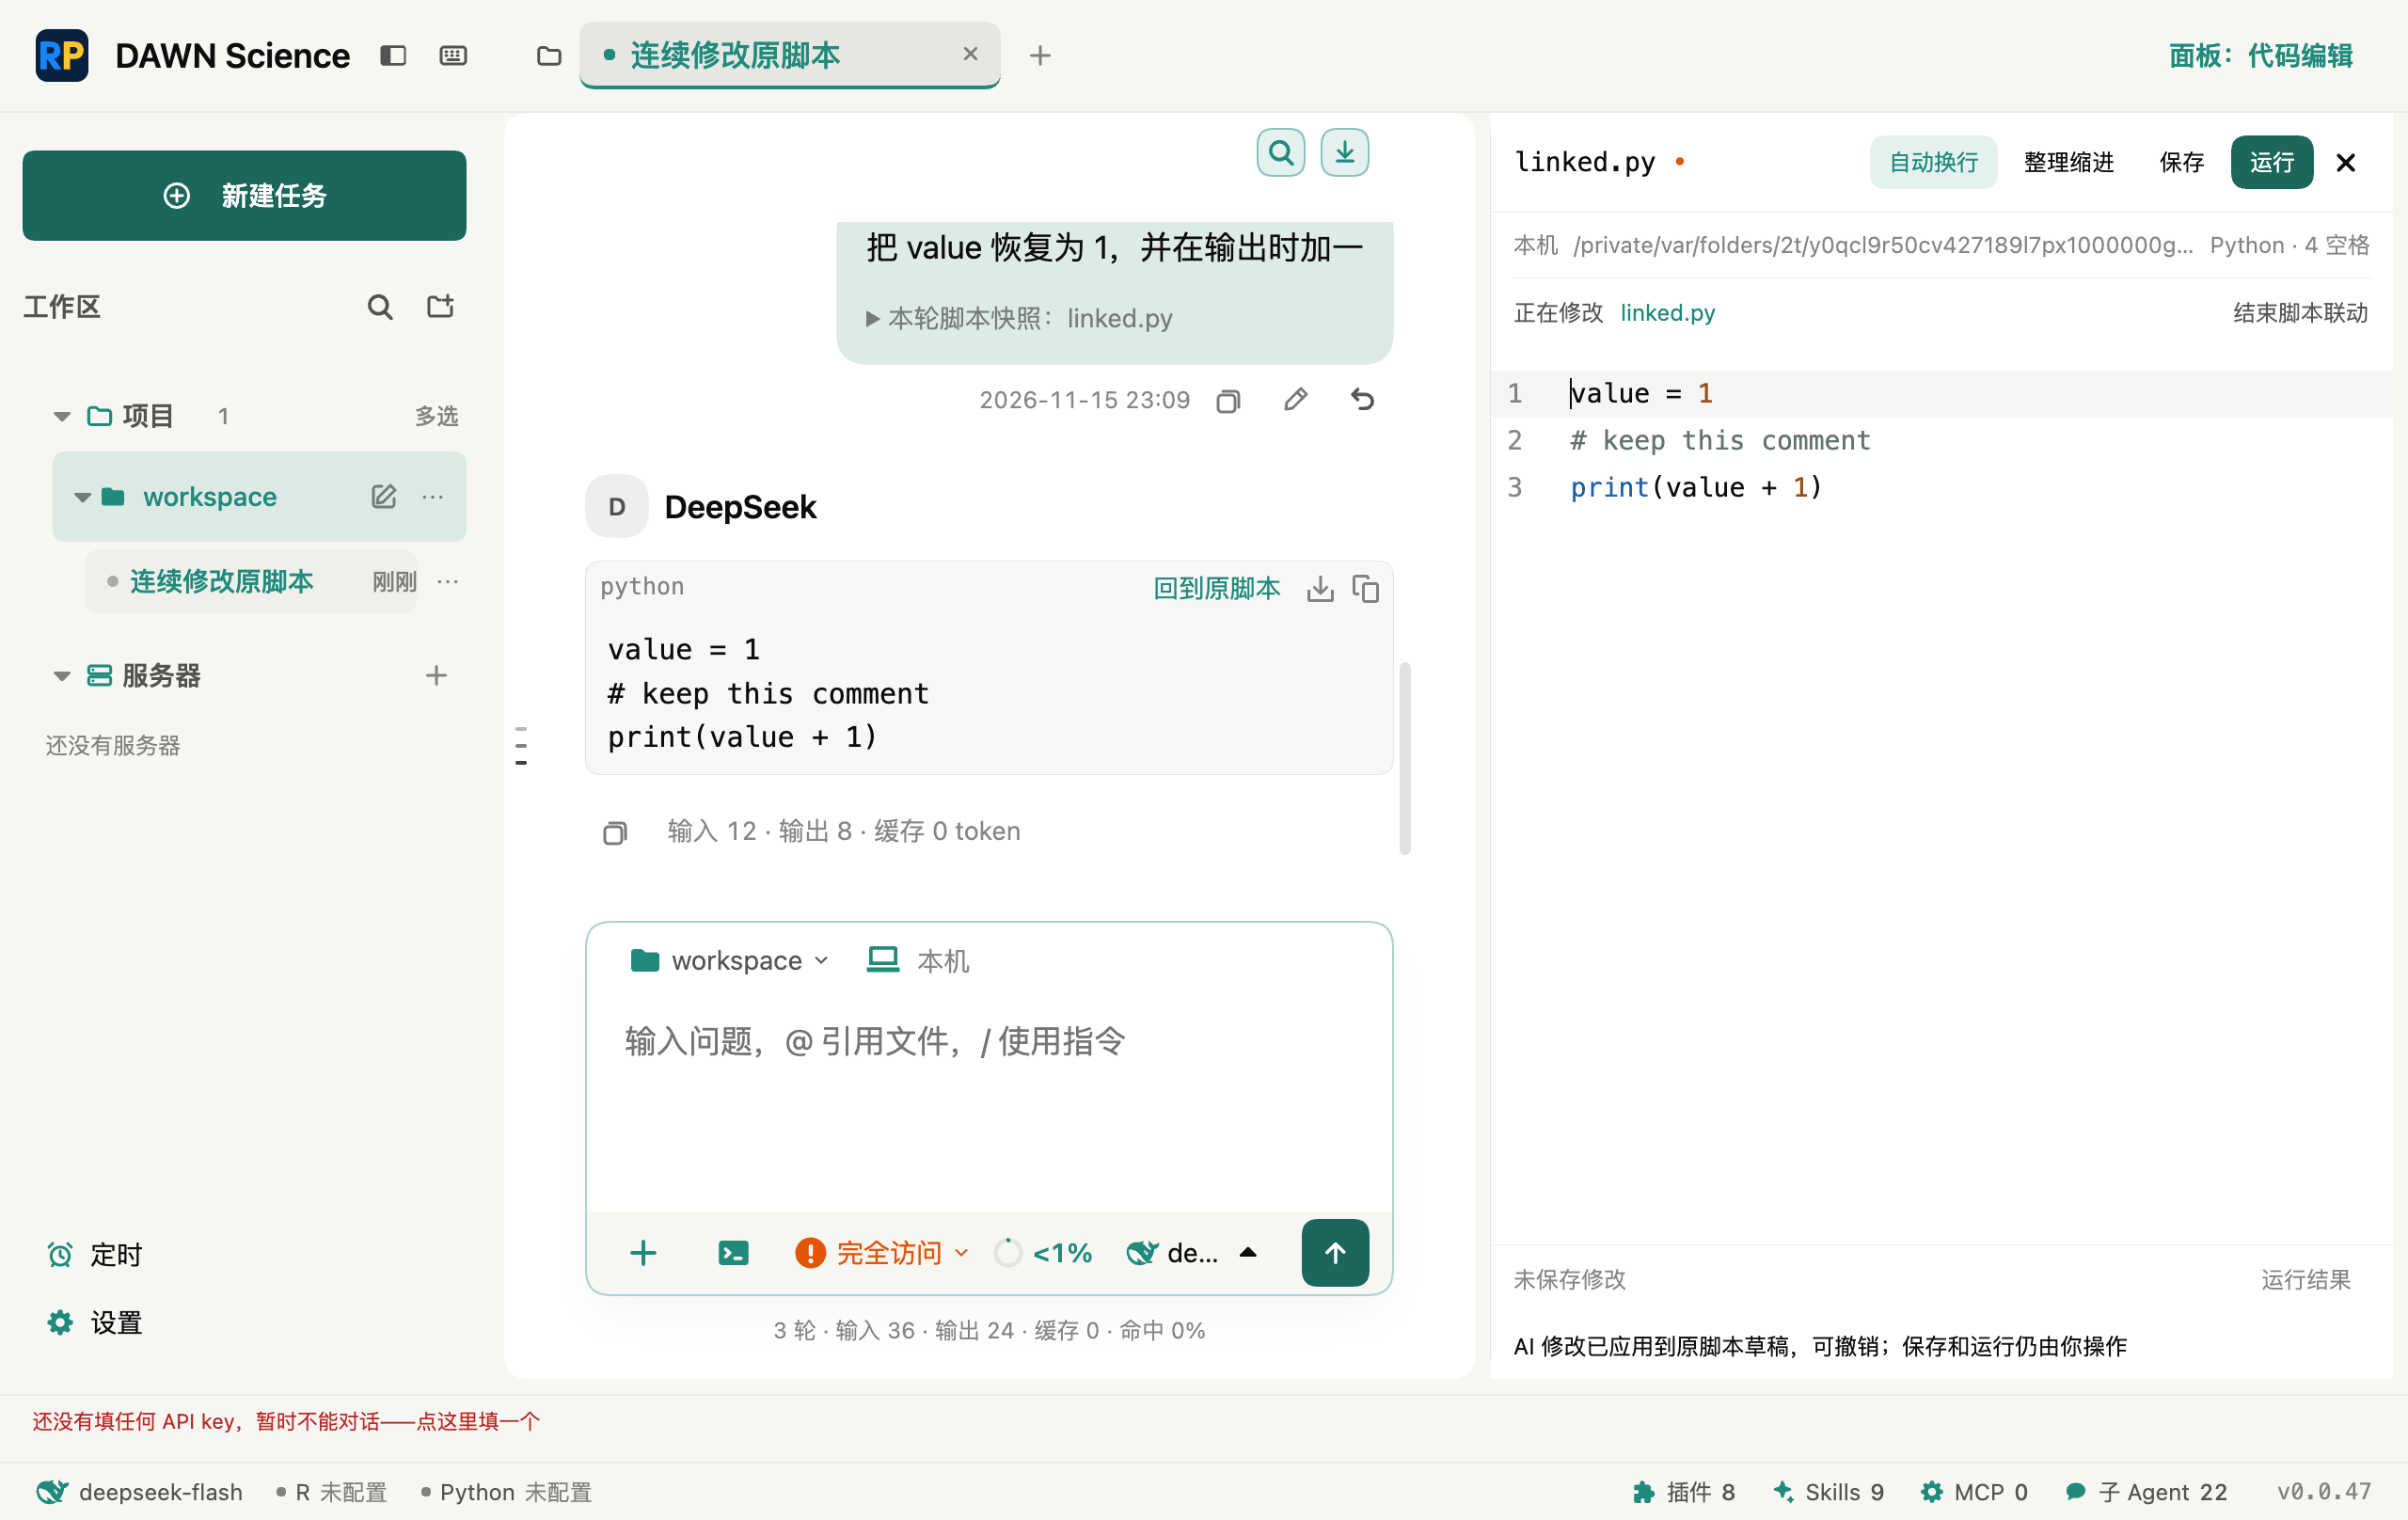 RP DAWN Science
连续修改原脚本
面板：代码编辑
新建任务
工作区
项目 1 多选
workspace
连续修改原脚本 刚刚
服务器
还没有服务器
定时
设置
把 value 恢复为 1，并在输出时加一
本轮脚本快照：linked.py
2026-11-15 23:09
D DeepSeek
python 回到原脚本
value = 1
# keep this comment
print(value + 1)
输入 12 · 输出 8 · 缓存 0 token
workspace 本机
输入问题，@ 引用文件，/ 使用指令
完全访问 <1% de...
3 轮 · 输入 36 · 输出 24 · 缓存 0 · 命中 0%
linked.py 自动换行 整理缩进 保存 运行
本机 /private/var/folders/2t/y0qcl9r50cv427189l7px1000000g... Python · 4 空格
正在修改 linked.py 结束脚本联动
1 value = 1
2 # keep this comment
3 print(value + 1)
未保存修改 运行结果
AI 修改已应用到原脚本草稿，可撤销；保存和运行仍由你操作
还没有填任何 API key，暂时不能对话——点这里填一个
deepseek-flash R 未配置 Python 未配置
插件 8 Skills 9 MCP 0 子 Agent 22 v0.0.47